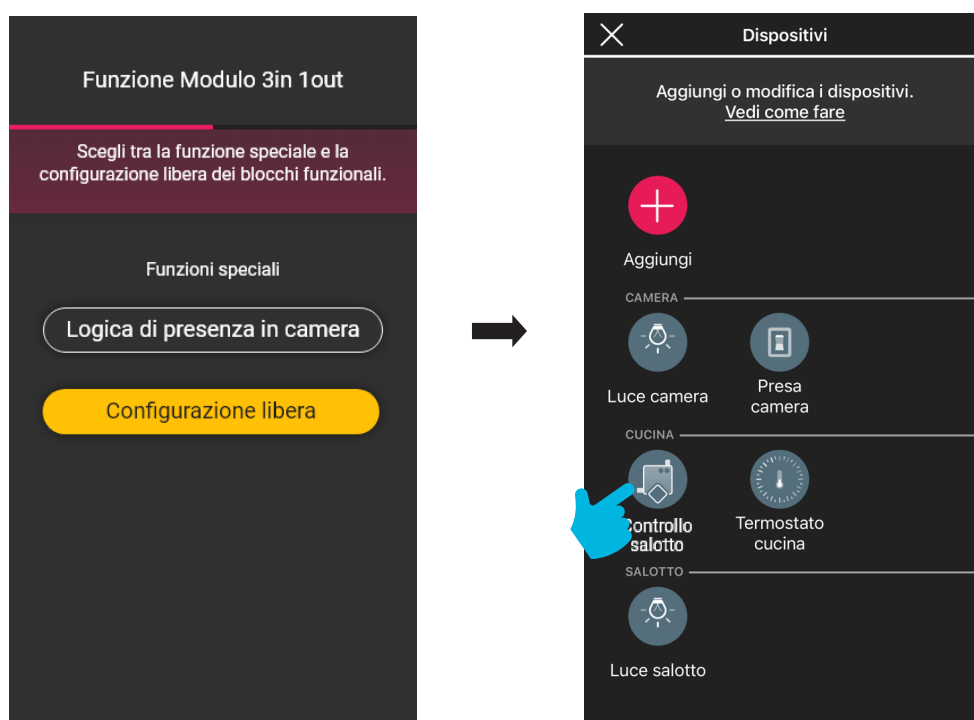 Funzione Modulo 3in 1out
Scegli tra la funzione speciale e la
configurazione libera dei blocchi funzionali.
Funzioni speciali
Logica di presenza in camera
Configurazione libera
Dispositivi
Aggiungi o modifica i dispositivi.
Vedi come fare
Aggiungi
CAMERA
Luce camera
Presa
camera
CUCINA
Controllo
salotto
Termostato
cucina
SALOTTO
Luce salotto